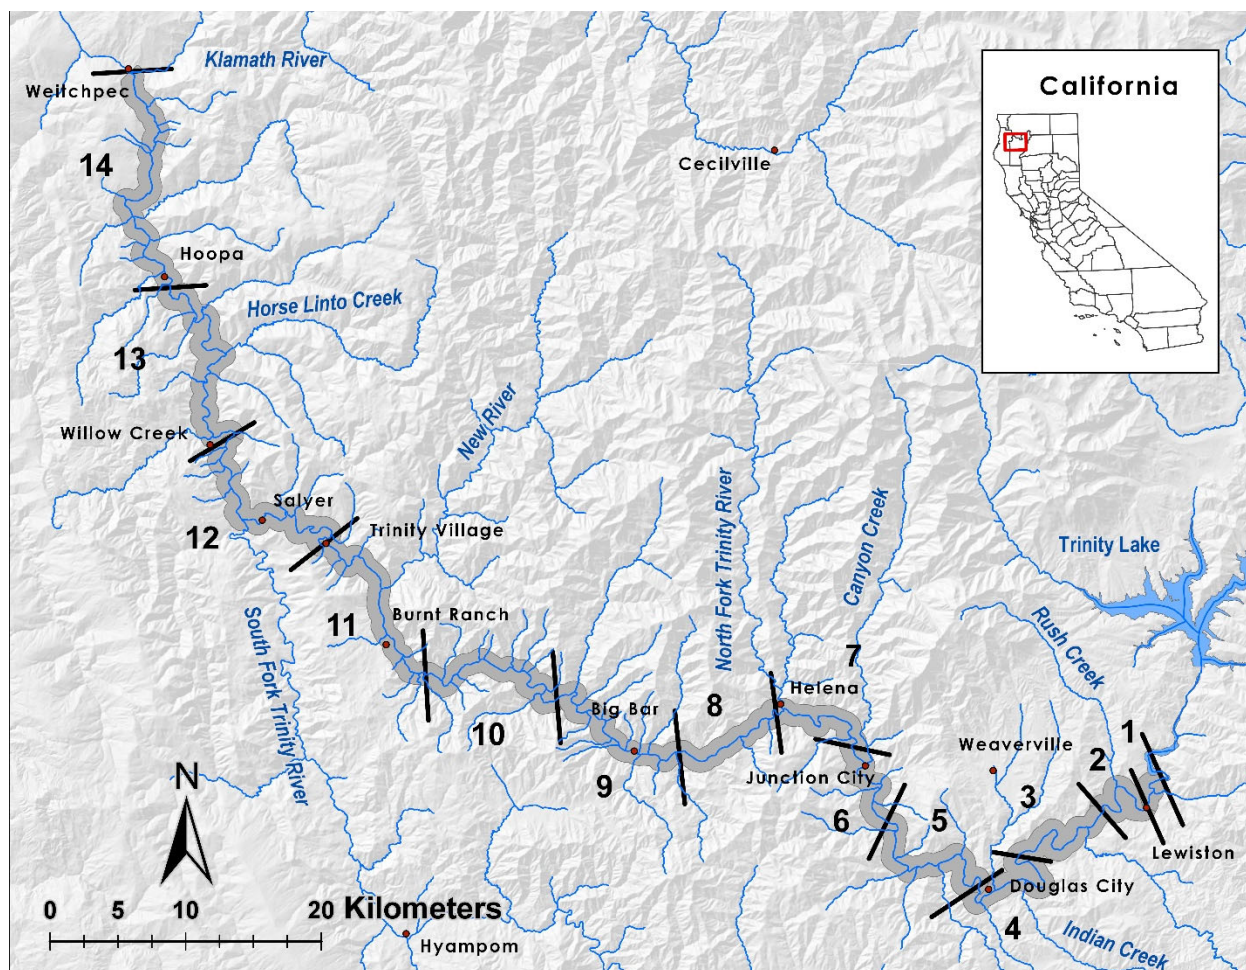 Klamath River
Weitchpec
California
Cecilville
14
Hoopa
Horse Linto Creek
13
New River
Willow Creek
North Fork Trinity River
Canyon Creek
Salyer
12
Trinity Village
Trinity Lake
Burnt Ranch
11
South Fork Trinity River
Rush Creek
7
Helena
8
Big Bar
10
1
Weaverville
2
Junction City
9
3
6
5
Lewiston
N
Douglas City
4
Indian Creek
0 5 10 20 Kilometers
Hyampom